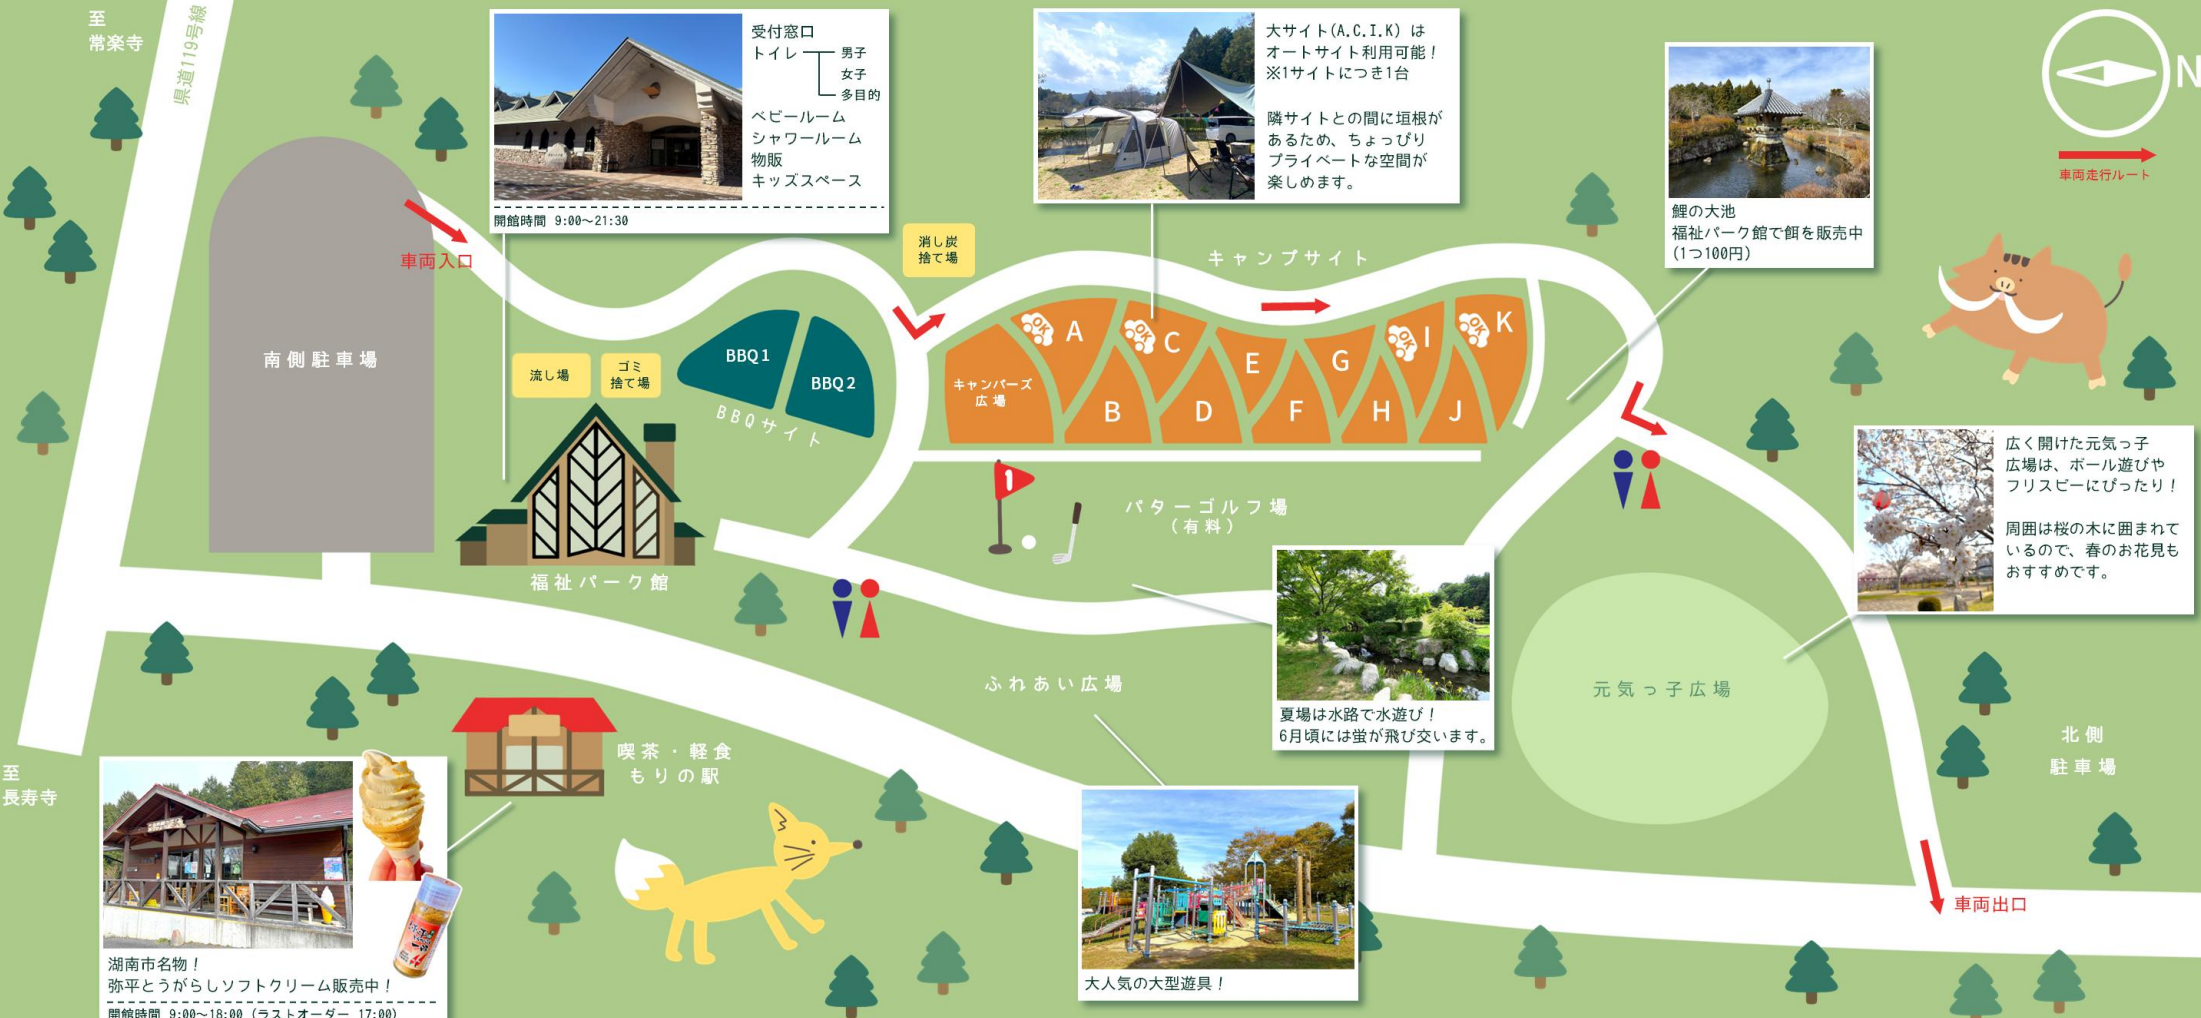 至
常楽寺
県道119号線
受付窓口
トイレ 男子
女子
多目的
ベビールーム
シャワールーム
物販
キッズスペース
開館時間 9:00〜21:30
大サイト(A.C.I.K) は
オートサイト利用可能！
※1サイトにつき1台
隣サイトとの間に垣根が
あるため、ちょっぴり
プライベートな空間が
楽しめます。
鯉の大池
福祉パーク館で餌を販売中
(1つ100円)
N
車両走行ルート
車両入口
消し炭
捨て場
キャンプサイト
南側駐車場
流し場
ゴミ
捨て場
BBQ1
BBQ2
BBQサイト
キャンパーズ
広場
OK
A
B
OK
C
D
E
F
G
H
OK
I
J
OK
K
1
パターゴルフ場
(有料)
福祉パーク館
広く開けた元気っ子
広場は、ボール遊びや
フリスビーにぴったり！
周囲は桜の木に囲まれて
いるので、春のお花見も
おすすめです。
夏場は水路で水遊び！
6月頃には蛍が飛び交います。
ふれあい広場
元気っ子広場
北側
駐車場
喫茶・軽食
もりの駅
至
長寿寺
湖南市名物！
弥平とうがらしソフトクリーム販売中！
開館時間 9:00〜18:00 (ラストオーダー 17:00)
大人気の大型遊具！
車両出口